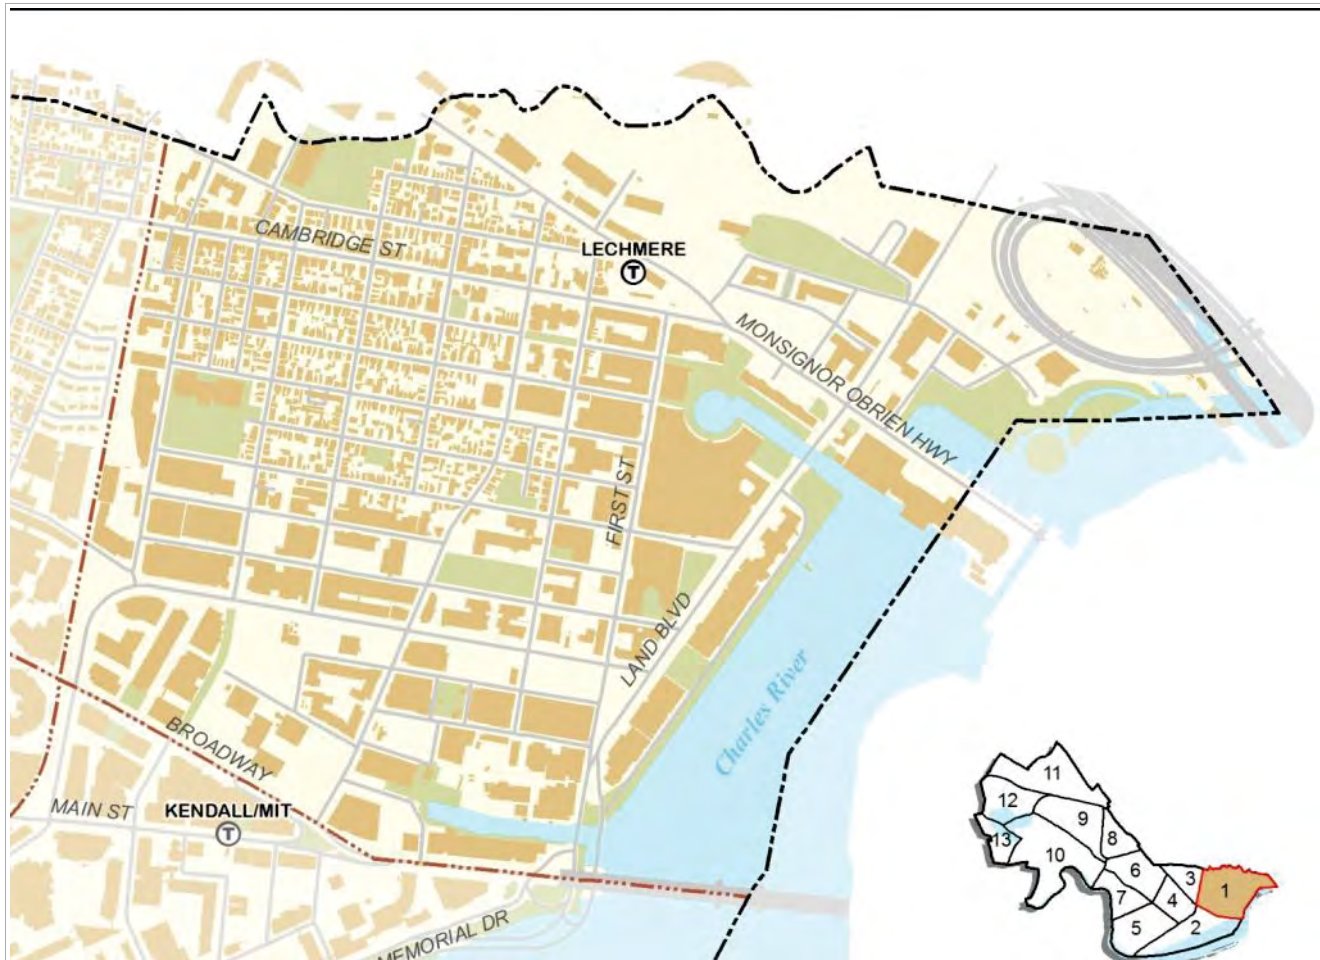 CAMBRIDGE ST
LECHMERE
T
MONSIGNOR OBRIEN HWY
FIRST ST
LAND BLVD
Charles River
BROADWAY
MAIN ST
KENDALL/MIT
T
MEMORIAL DR
11
12
9
8
13
10
6
3
1
7
4
2
5